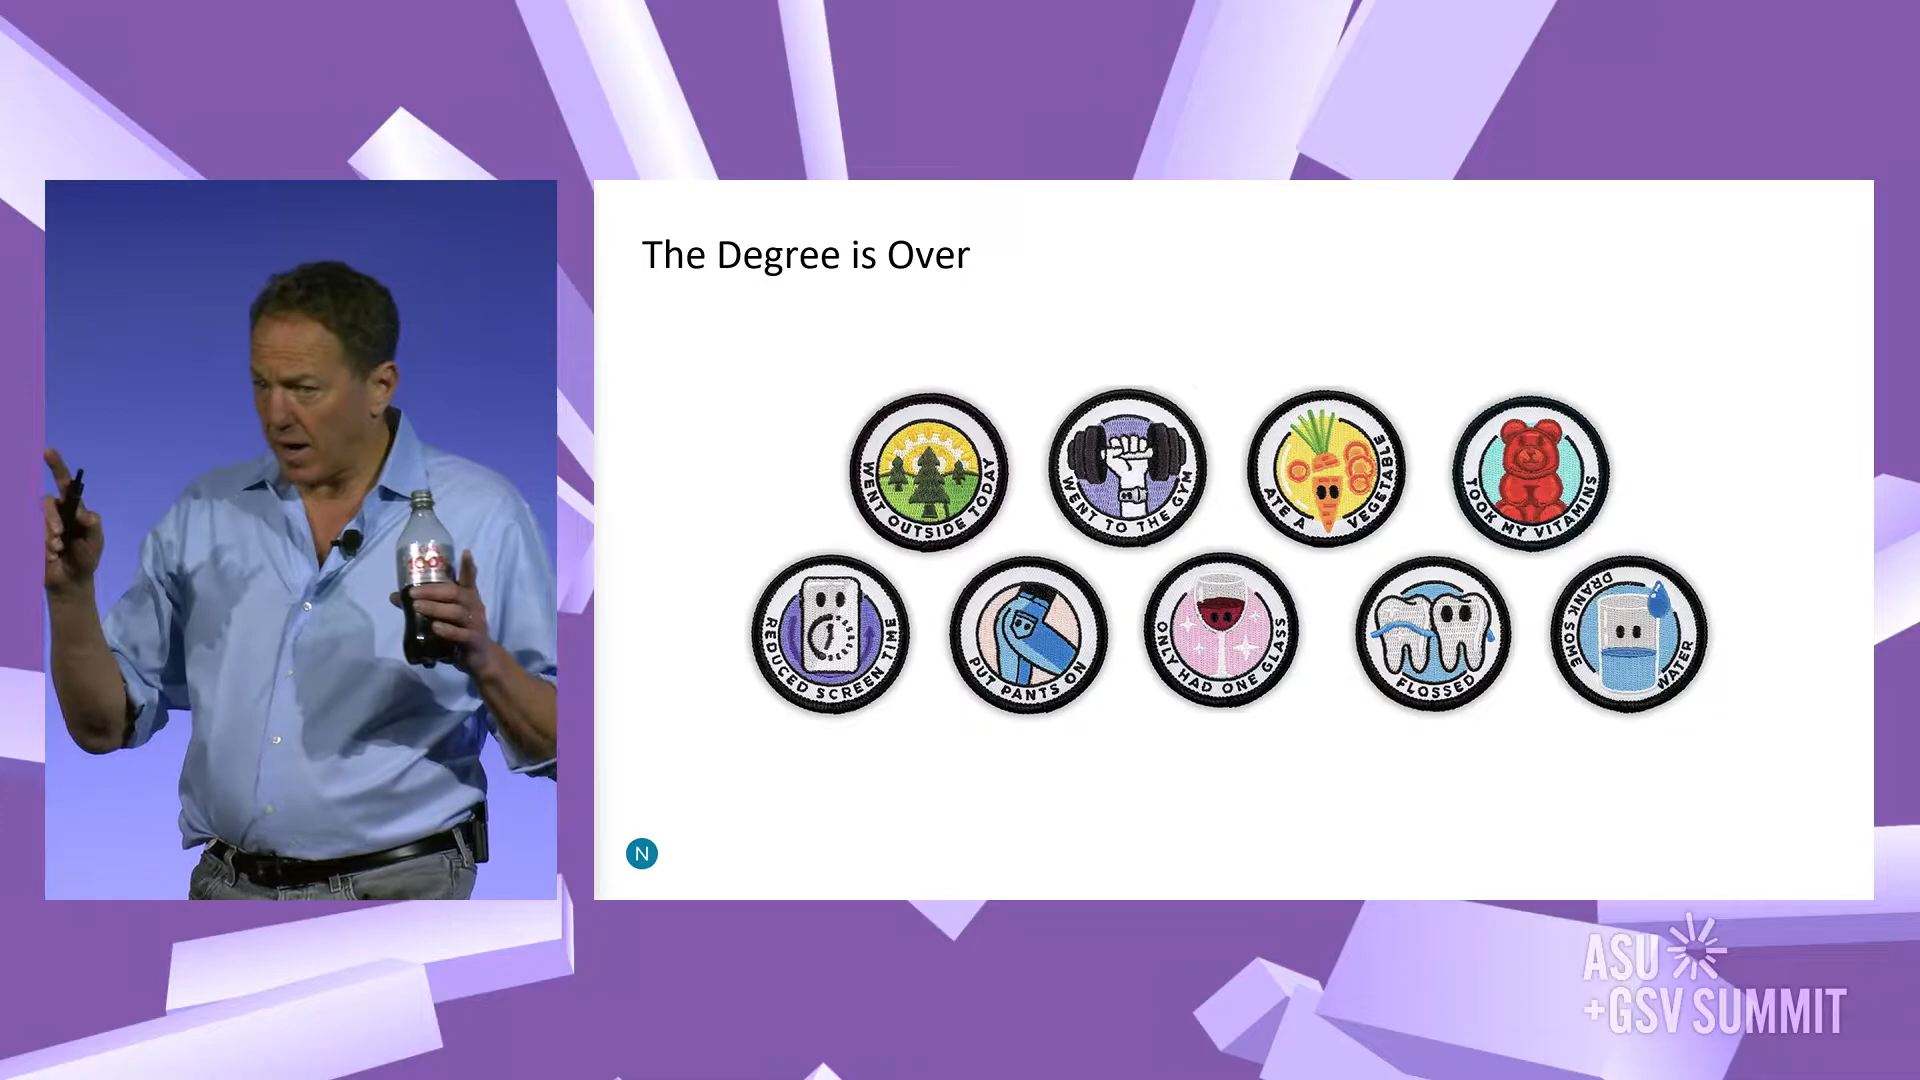 The Degree is Over
WENT OUTSIDE TODAY
WENT TO THE GYM
ATE A VEGETABLE
TOOK MY VITAMINS
REDUCED SCREEN TIME
PUT PANTS ON
ONLY HAD ONE GLASS
FLOSSED
DRANK SOME WATER
N
100%
ASU
+GSV SUMMIT